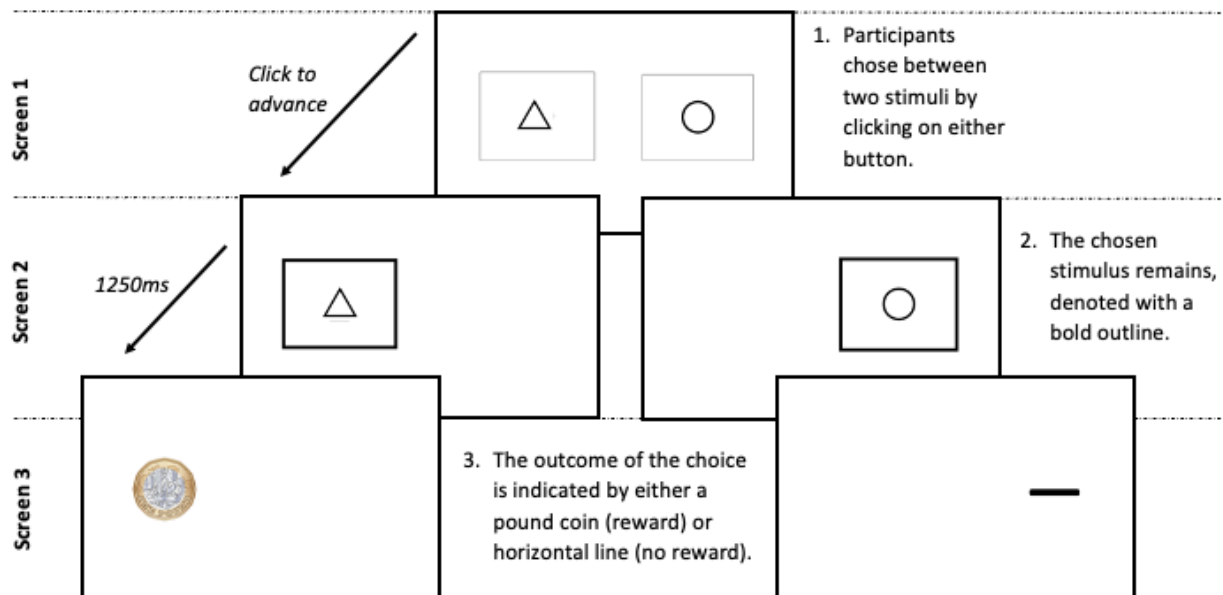 Screen 1
Click to
advance
1. Participants
chose between
two stimuli by
clicking on either
button.
Screen 2
1250ms
2. The chosen
stimulus remains,
denoted with a
bold outline.
Screen 3
3. The outcome of the choice
is indicated by either a
pound coin (reward) or
horizontal line (no reward).